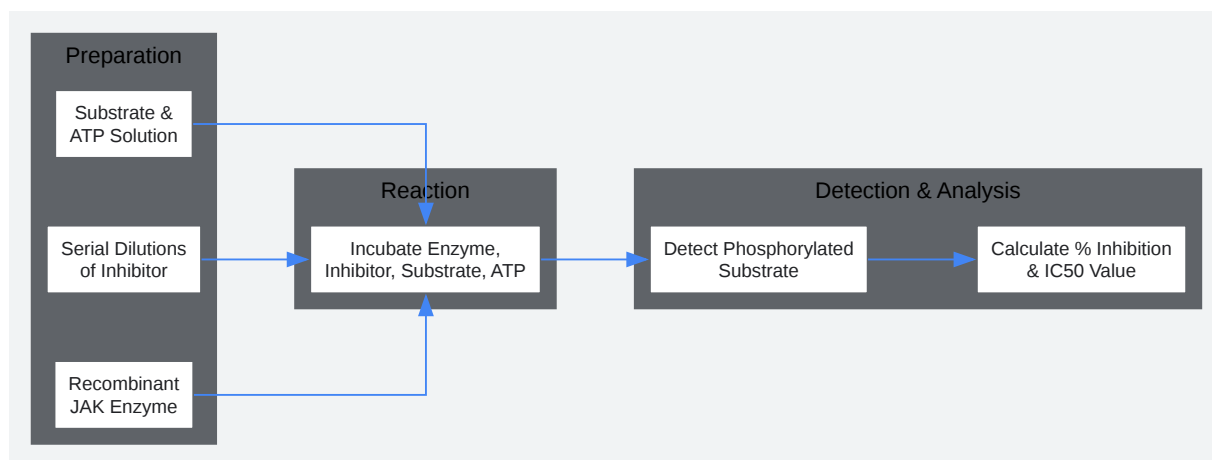 Preparation
Substrate &
ATP Solution
Serial Dilutions
of Inhibitor
Recombinant
JAK Enzyme
Reaction
Incubate Enzyme,
Inhibitor, Substrate, ATP
Detection & Analysis
Detect Phosphorylated
Substrate
Calculate % Inhibition
& IC50 Value